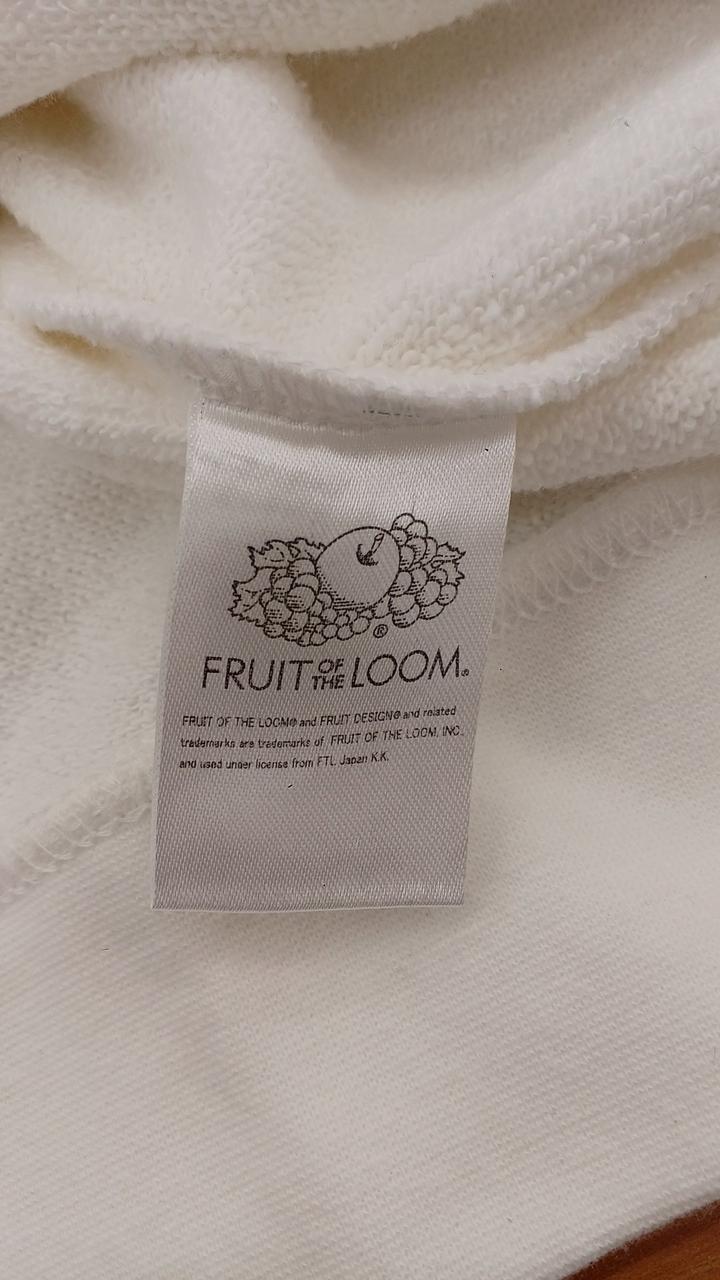 ®
FRUIT OF THE LOOM®
FRUIT OF THE LOOM® and FRUIT DESIGN® and related
trademarks are trademarks of FRUIT OF THE LOOM, INC.
and used under license from FTL Japan K.K.